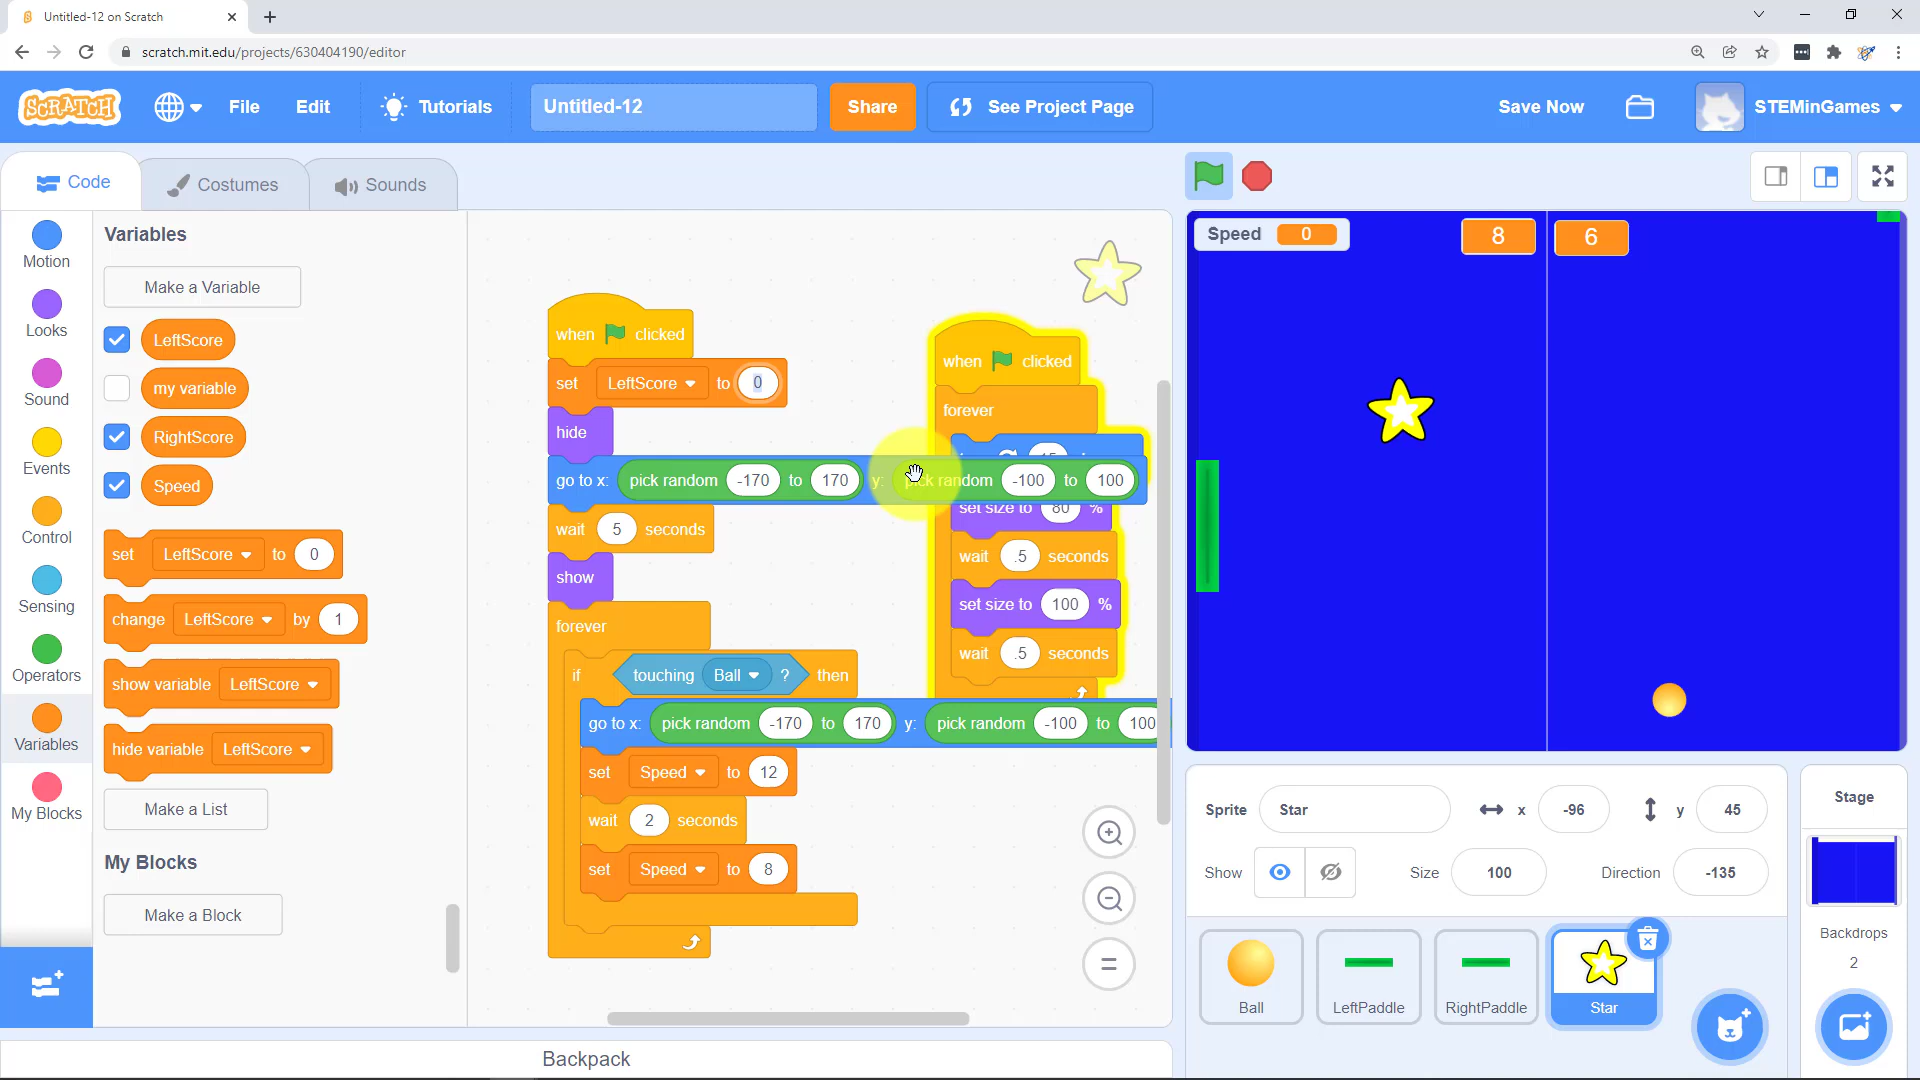 Untitled-12 on Scratch
scratch.mit.edu/projects/630404190/editor
SCRATCH
File
Edit
Tutorials
Untitled-12
Share
See Project Page
Save Now
STEMinGames
Code
Costumes
Sounds
Motion
Looks
Sound
Events
Control
Sensing
Operators
Variables
My Blocks
Variables
Make a Variable
LeftScore
my variable
RightScore
Speed
set LeftScore to 0
change LeftScore by 1
show variable LeftScore
hide variable LeftScore
Make a List
My Blocks
Make a Block
when clicked
set LeftScore to 0
hide
go to x: pick random -170 to 170 y: pick random -100 to 100
wait 5 seconds
show
forever
if touching Ball ? then
go to x: pick random -170 to 170 y: pick random -100 to 100
set Speed to 12
wait 2 seconds
set Speed to 8
when clicked
forever
15
set size to 80 %
wait .5 seconds
set size to 100 %
wait .5 seconds
Backpack
Speed 0
8
6
Sprite Star x -96 y 45
Show Size 100 Direction -135
Ball
LeftPaddle
RightPaddle
Star
Stage
Backdrops
2